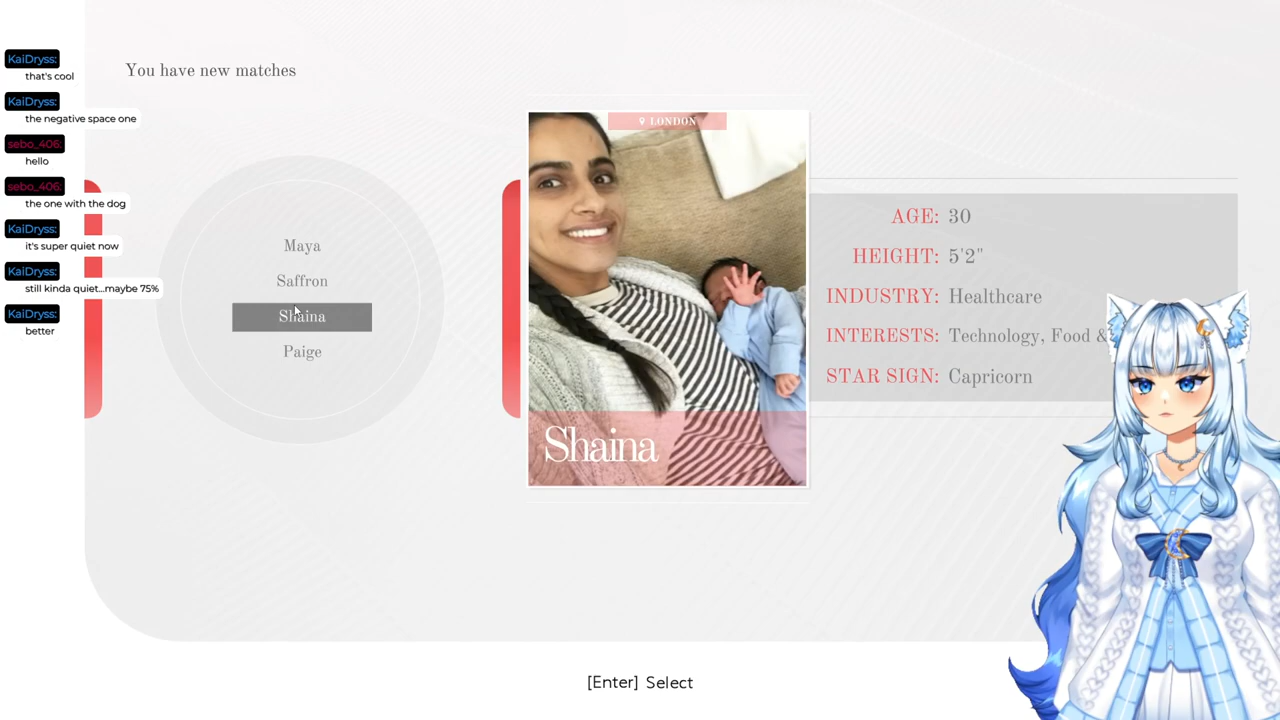 KaiDryss:
that's cool
KaiDryss:
the negative space one
sebo_406:
hello
sebo_406:
the one with the dog
KaiDryss:
it's super quiet now
KaiDryss:
still kinda quiet...maybe 75%
KaiDryss:
better
You have new matches
Maya
Saffron
Shaina
Paige
LONDON
Shaina
AGE: 30
HEIGHT: 5'2"
INDUSTRY: Healthcare
INTERESTS: Technology, Food &
STAR SIGN: Capricorn
[Enter] Select